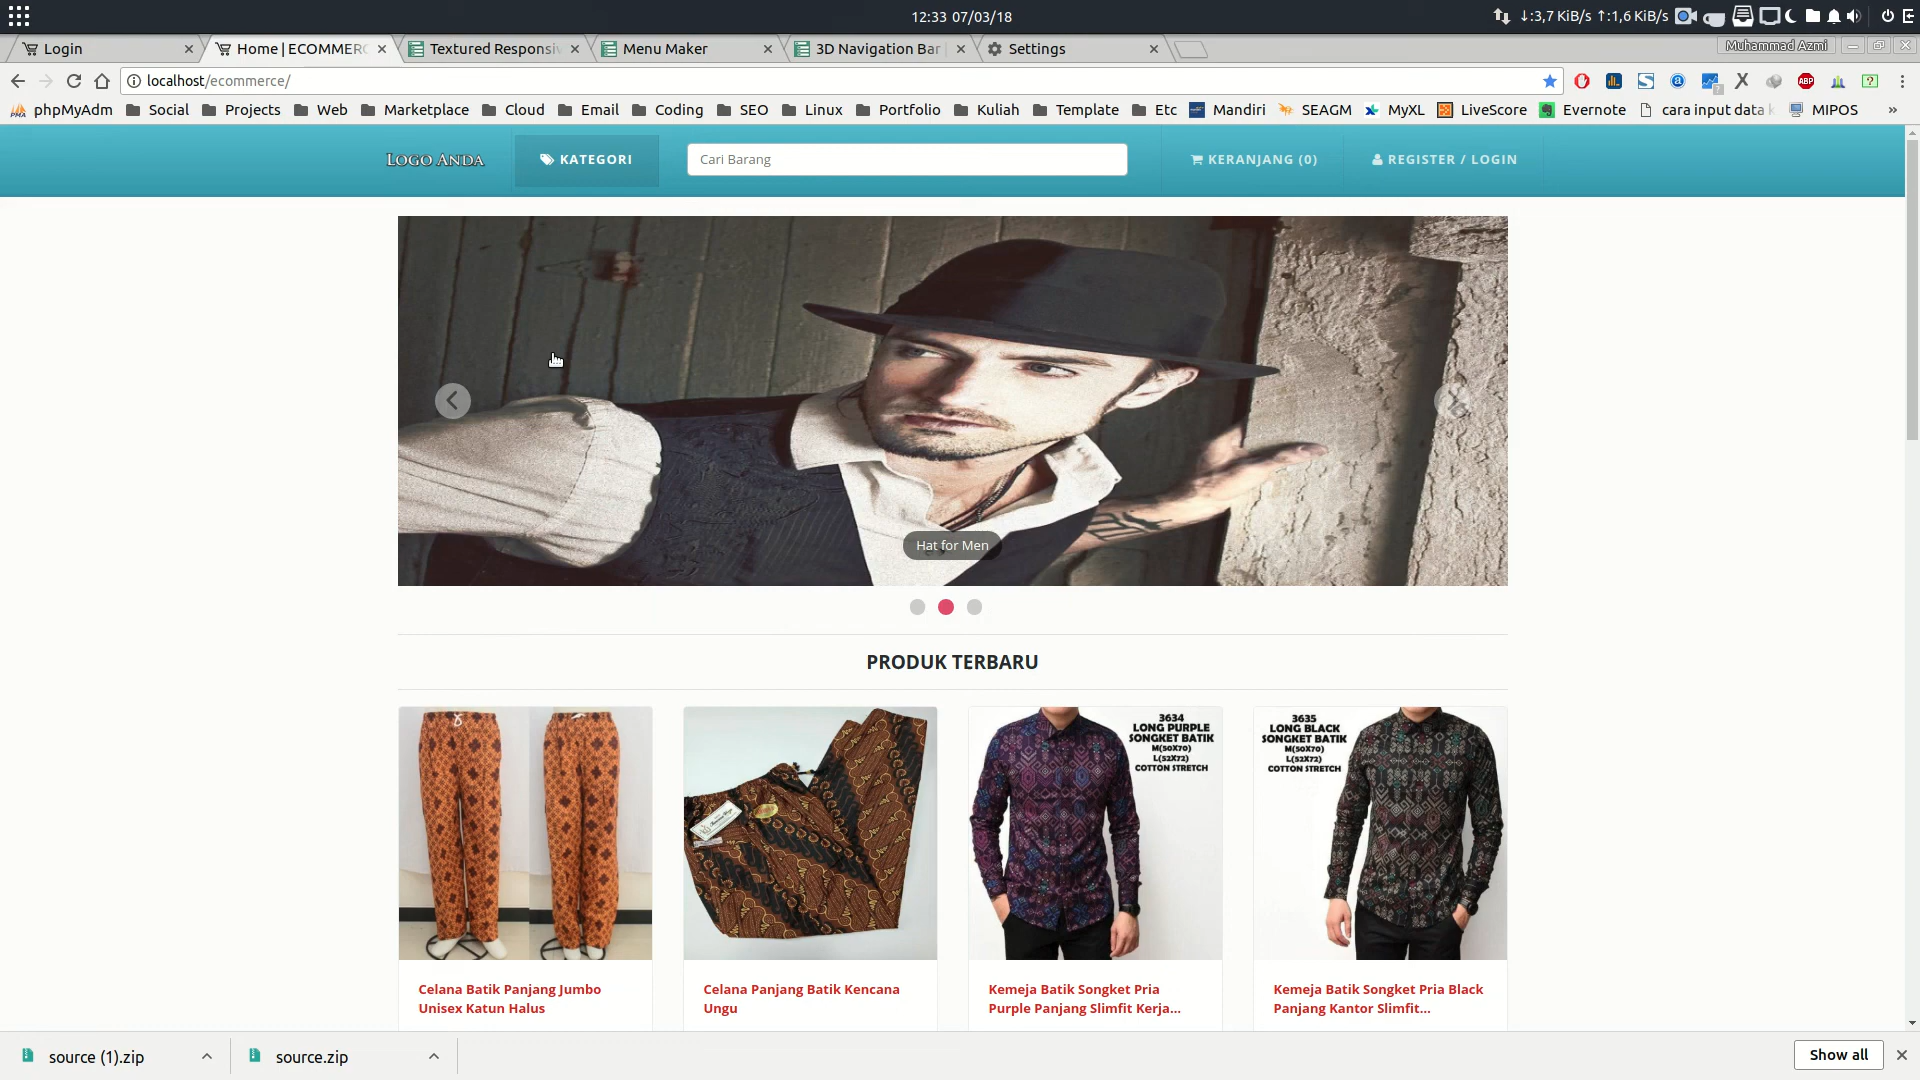 12:33 07/03/18
↓:3,7 KiB/s ↑:1,6 KiB/s
Login
Home | ECOMMERC
Textured Responsiv
Menu Maker
3D Navigation Bar
Settings
Muhammad Azmi
localhost/ecommerce/
ABP
phpMyAdm
Social
Projects
Web
Marketplace
Cloud
Email
Coding
SEO
Linux
Portfolio
Kuliah
Template
Etc
Mandiri
SEAGM
MyXL
LiveScore
Evernote
cara input data k
MIPOS
»
LOGO ANDA
KATEGORI
Cari Barang
KERANJANG (0)
REGISTER / LOGIN
Hat for Men
PRODUK TERBARU
3634
LONG PURPLE
SONGKET BATIK
M(50X70)
L(52X72)
COTTON STRETCH
3635
LONG BLACK
SONGKET BATIK
M(50X70)
L(52X72)
COTTON STRETCH
Celana Batik Panjang Jumbo
Unisex Katun Halus
Celana Panjang Batik Kencana
Ungu
Kemeja Batik Songket Pria
Purple Panjang Slimfit Kerja...
Kemeja Batik Songket Pria Black
Panjang Kantor Slimfit...
source (1).zip
source.zip
Show all